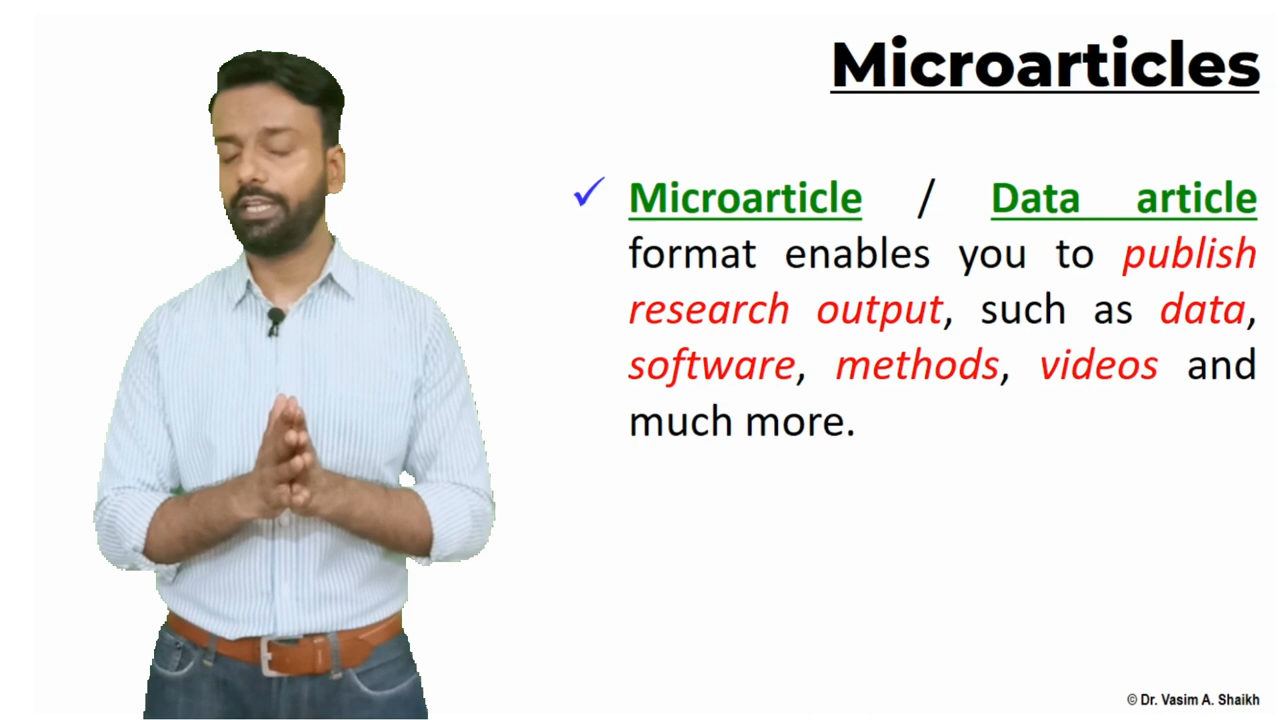 Microarticles
✓ Microarticle / Data article
format enables you to publish
research output, such as data,
software, methods, videos and
much more.
© Dr. Vasim A. Shaikh